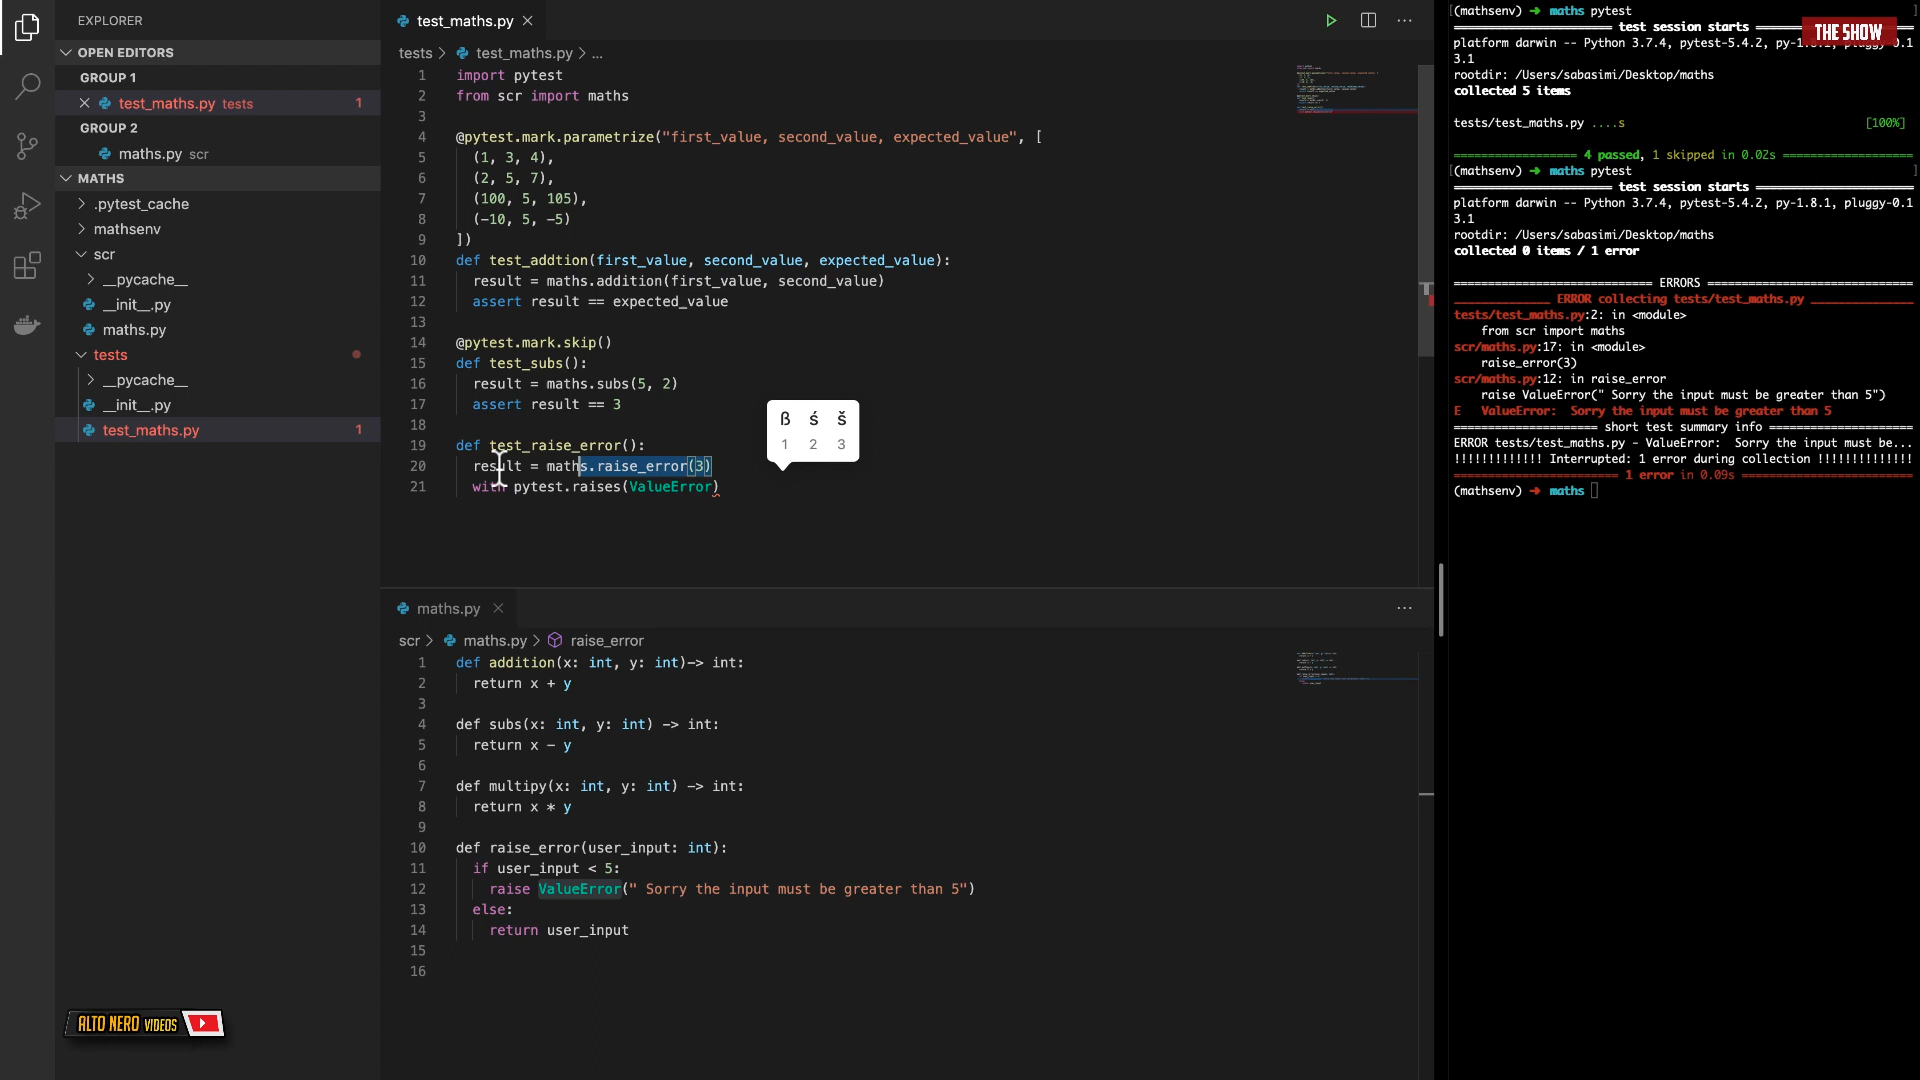 EXPLORER
OPEN EDITORS
GROUP 1
test_maths.py tests 1
GROUP 2
maths.py scr
MATHS
.pytest_cache
mathsenv
scr
__pycache__
__init__.py
maths.py
tests
__pycache__
__init__.py
test_maths.py 1
ALTO NERO VIDEOS
test_maths.py
tests > test_maths.py > ...
1 import pytest
2 from scr import maths
3
4 @pytest.mark.parametrize("first_value, second_value, expected_value", [
5 (1, 3, 4),
6 (2, 5, 7),
7 (100, 5, 105),
8 (-10, 5, -5)
9 ])
10 def test_addtion(first_value, second_value, expected_value):
11 result = maths.addition(first_value, second_value)
12 assert result == expected_value
13
14 @pytest.mark.skip()
15 def test_subs():
16 result = maths.subs(5, 2)
17 assert result == 3
18
19 def test_raise_error():
20 result = maths.raise_error(3)
21 with pytest.raises(ValueError)
ß ś š
1 2 3
maths.py
scr > maths.py > raise_error
1 def addition(x: int, y: int)-> int:
2 return x + y
3
4 def subs(x: int, y: int) -> int:
5 return x - y
6
7 def multipy(x: int, y: int) -> int:
8 return x * y
9
10 def raise_error(user_input: int):
11 if user_input < 5:
12 raise ValueError(" Sorry the input must be greater than 5")
13 else:
14 return user_input
15
16
(mathsenv) → maths pytest
test session starts
THE SHOW
platform darwin -- Python 3.7.4, pytest-5.4.2, pluggy-0.1
3.1
rootdir: /Users/sabasimi/Desktop/maths
collected 5 items
tests/test_maths.py ....s [100%]
4 passed, 1 skipped in 0.02s
(mathsenv) → maths pytest
test session starts
platform darwin -- Python 3.7.4, pytest-5.4.2, py-1.8.1, pluggy-0.1
3.1
rootdir: /Users/sabasimi/Desktop/maths
collected 0 items / 1 error
ERRORS
ERROR collecting tests/test_maths.py
tests/test_maths.py:2: in <module>
from scr import maths
scr/maths.py:17: in <module>
raise_error(3)
scr/maths.py:12: in raise_error
raise ValueError(" Sorry the input must be greater than 5")
E ValueError: Sorry the input must be greater than 5
short test summary info
ERROR tests/test_maths.py - ValueError: Sorry the input must be...
!!!!!!!!!!!!! Interrupted: 1 error during collection !!!!!!!!!!!!!!
1 error in 0.09s
(mathsenv) → maths